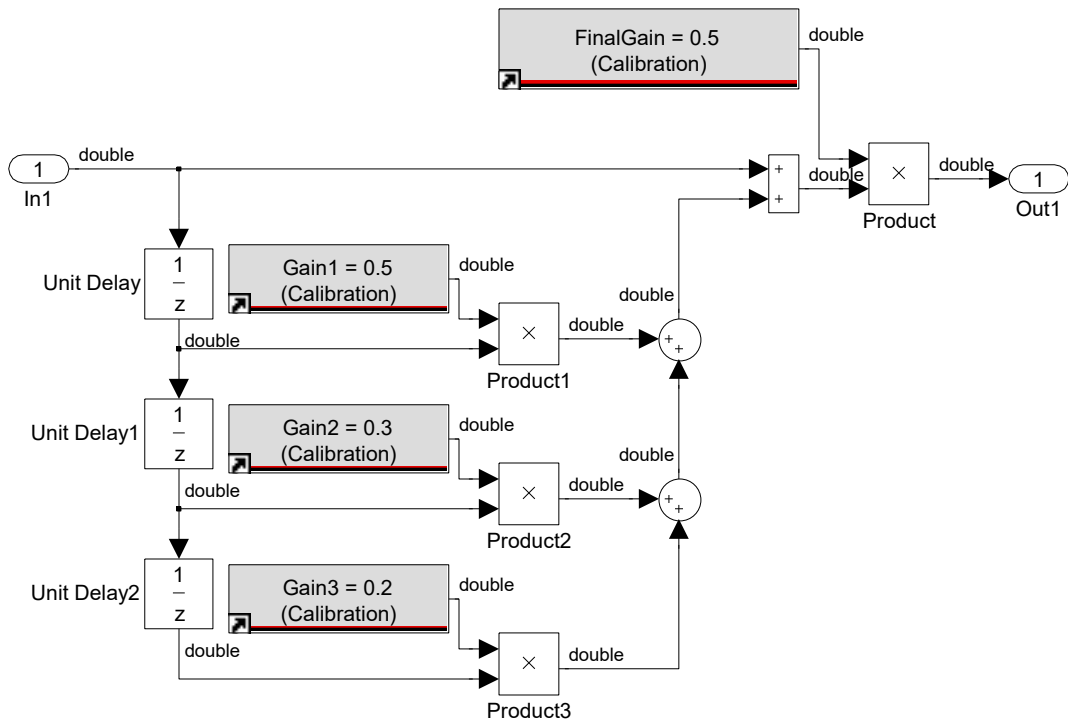 FinalGain = 0.5
(Calibration)
double
1
In1
double
+
+
double
×
Product
double
1
Out1
Unit Delay
1
z
Gain1 = 0.5
(Calibration)
double
double
×
Product1
double
double
+
+
Unit Delay1
1
z
Gain2 = 0.3
(Calibration)
double
double
×
Product2
double
double
+
+
Unit Delay2
1
z
Gain3 = 0.2
(Calibration)
double
double
×
Product3
double